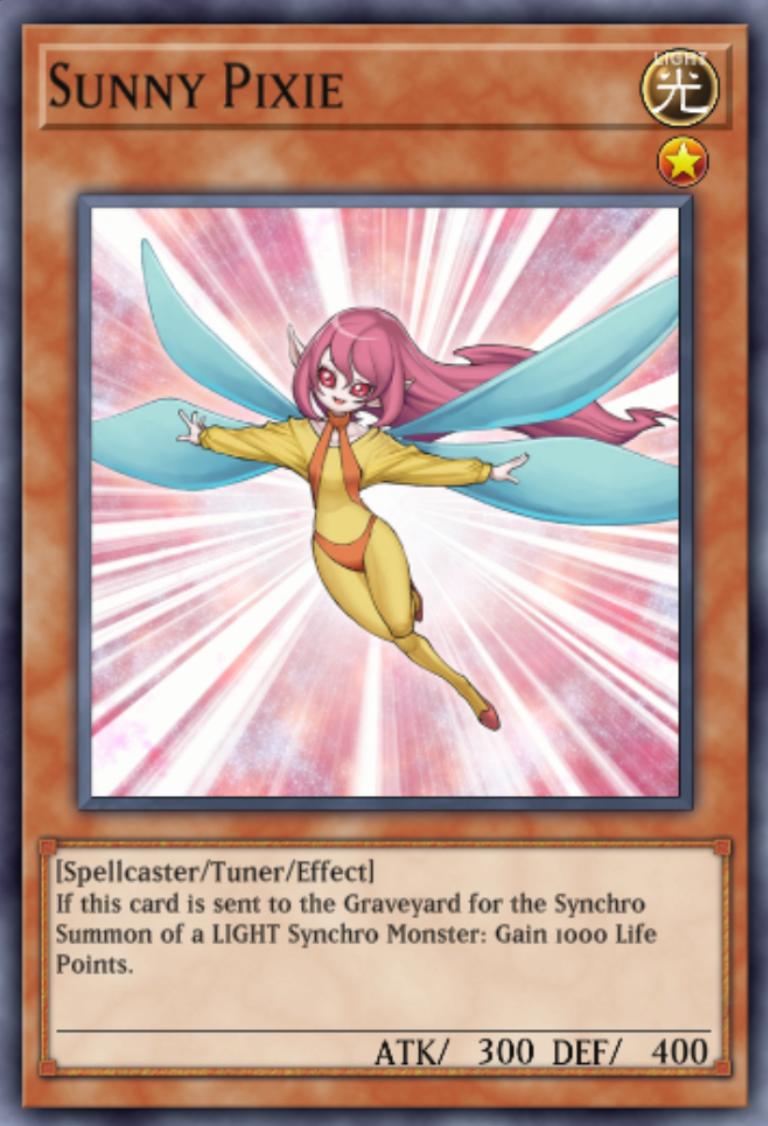 Sunny Pixie
LIGHT
光
[Spellcaster/Tuner/Effect]
If this card is sent to the Graveyard for the Synchro
Summon of a LIGHT Synchro Monster: Gain 1000 Life
Points.
ATK/ 300 DEF/ 400